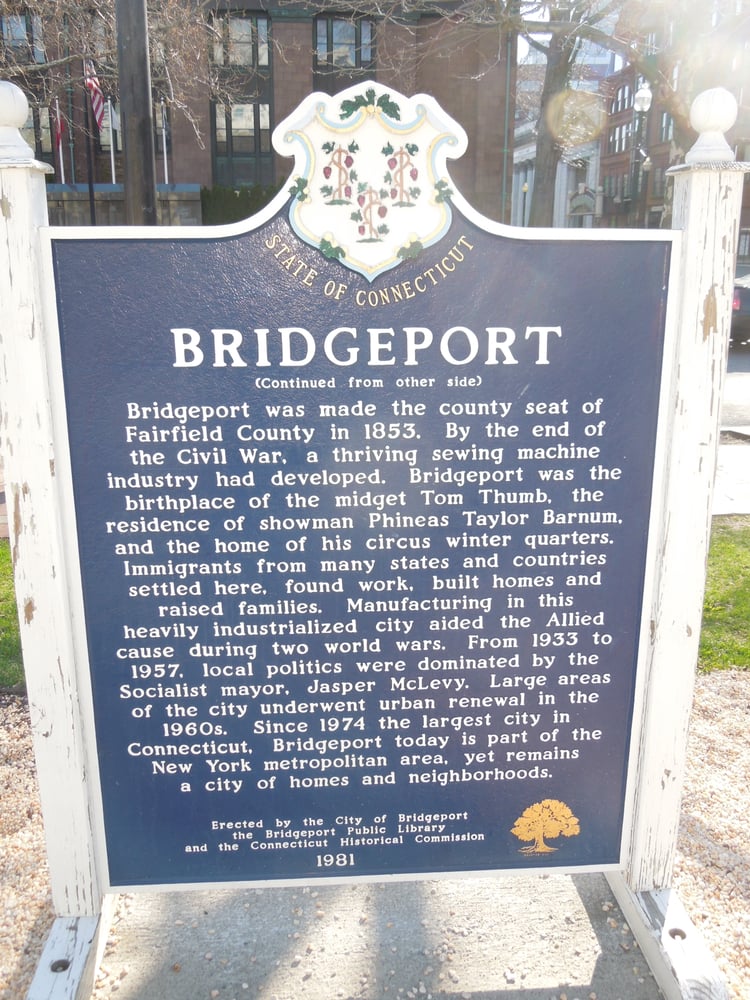 STATE OF CONNECTICUT
BRIDGEPORT
(Continued from other side)
Bridgeport was made the county seat of
Fairfield County in 1853. By the end of
the Civil War, a thriving sewing machine
industry had developed. Bridgeport was the
birthplace of the midget Tom Thumb, the
residence of showman Phineas Taylor Barnum,
and the home of his circus winter quarters.
Immigrants from many states and countries
settled here, found work, built homes and
raised families. Manufacturing in this
heavily industrialized city aided the Allied
cause during two world wars. From 1933 to
1957, local politics were dominated by the
Socialist mayor, Jasper McLevy. Large areas
of the city underwent urban renewal in the
1960s. Since 1974 the largest city in
Connecticut, Bridgeport today is part of the
New York metropolitan area, yet remains
a city of homes and neighborhoods.
Erected by the City of Bridgeport
the Bridgeport Public Library
and the Connecticut Historical Commission
1981